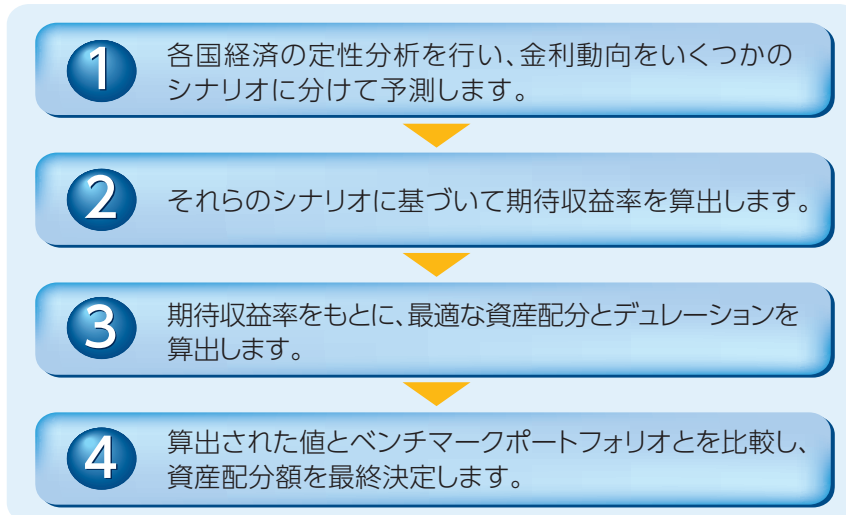 1
各国経済の定性分析を行い、金利動向をいくつかの
シナリオに分けて予測します。
2
それらのシナリオに基づいて期待収益率を算出します。
3
期待収益率をもとに、最適な資産配分とデュレーションを
算出します。
4
算出された値とベンチマークポートフォリオとを比較し、
資産配分額を最終決定します。